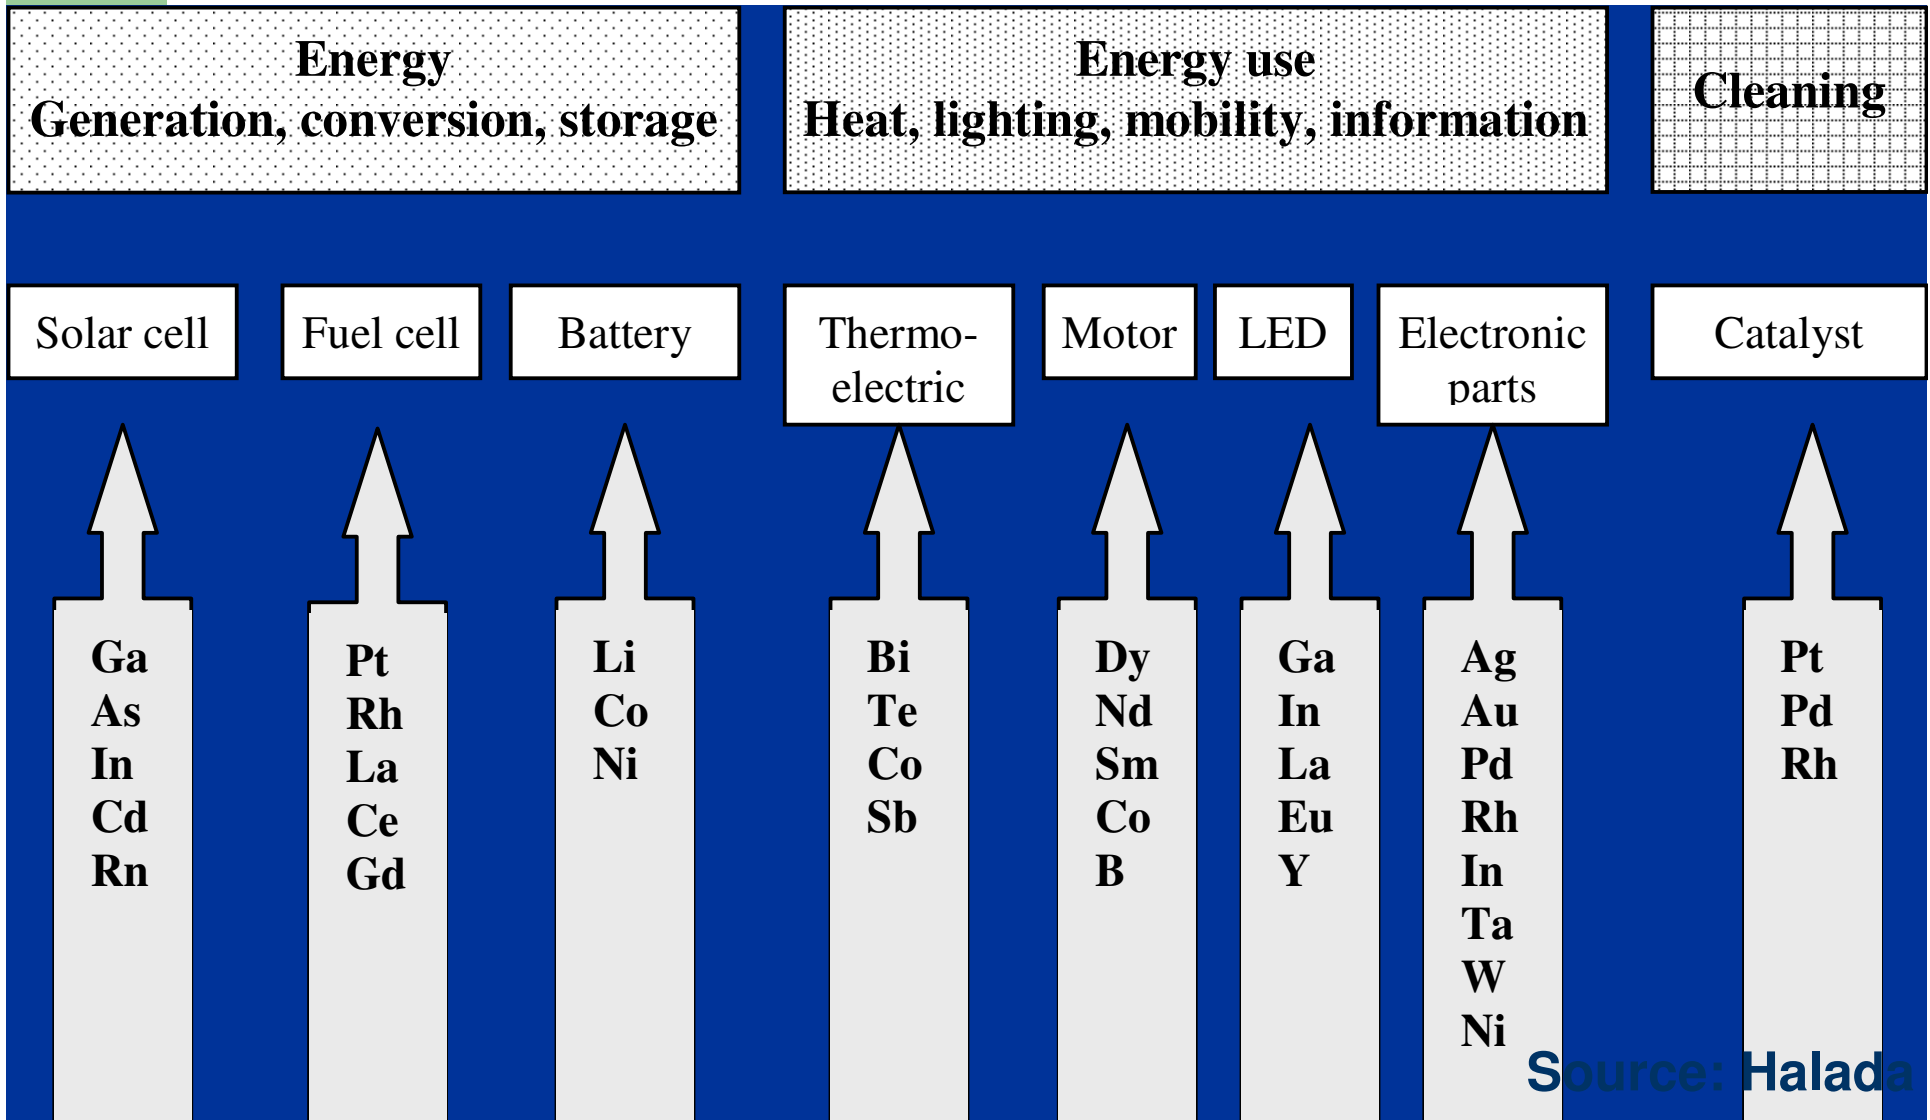 Energy
Generation, conversion, storage
Energy use
Heat, lighting, mobility, information
Cleaning
Solar cell
Fuel cell
Battery
Thermo-
electric
Motor
LED
Electronic
parts
Catalyst
Ga
As
In
Cd
Rn
Pt
Rh
La
Ce
Gd
Li
Co
Ni
Bi
Te
Co
Sb
Dy
Nd
Sm
Co
B
Ga
In
La
Eu
Y
Ag
Au
Pd
Rh
In
Ta
W
Ni
Pt
Pd
Rh
Source: Halada